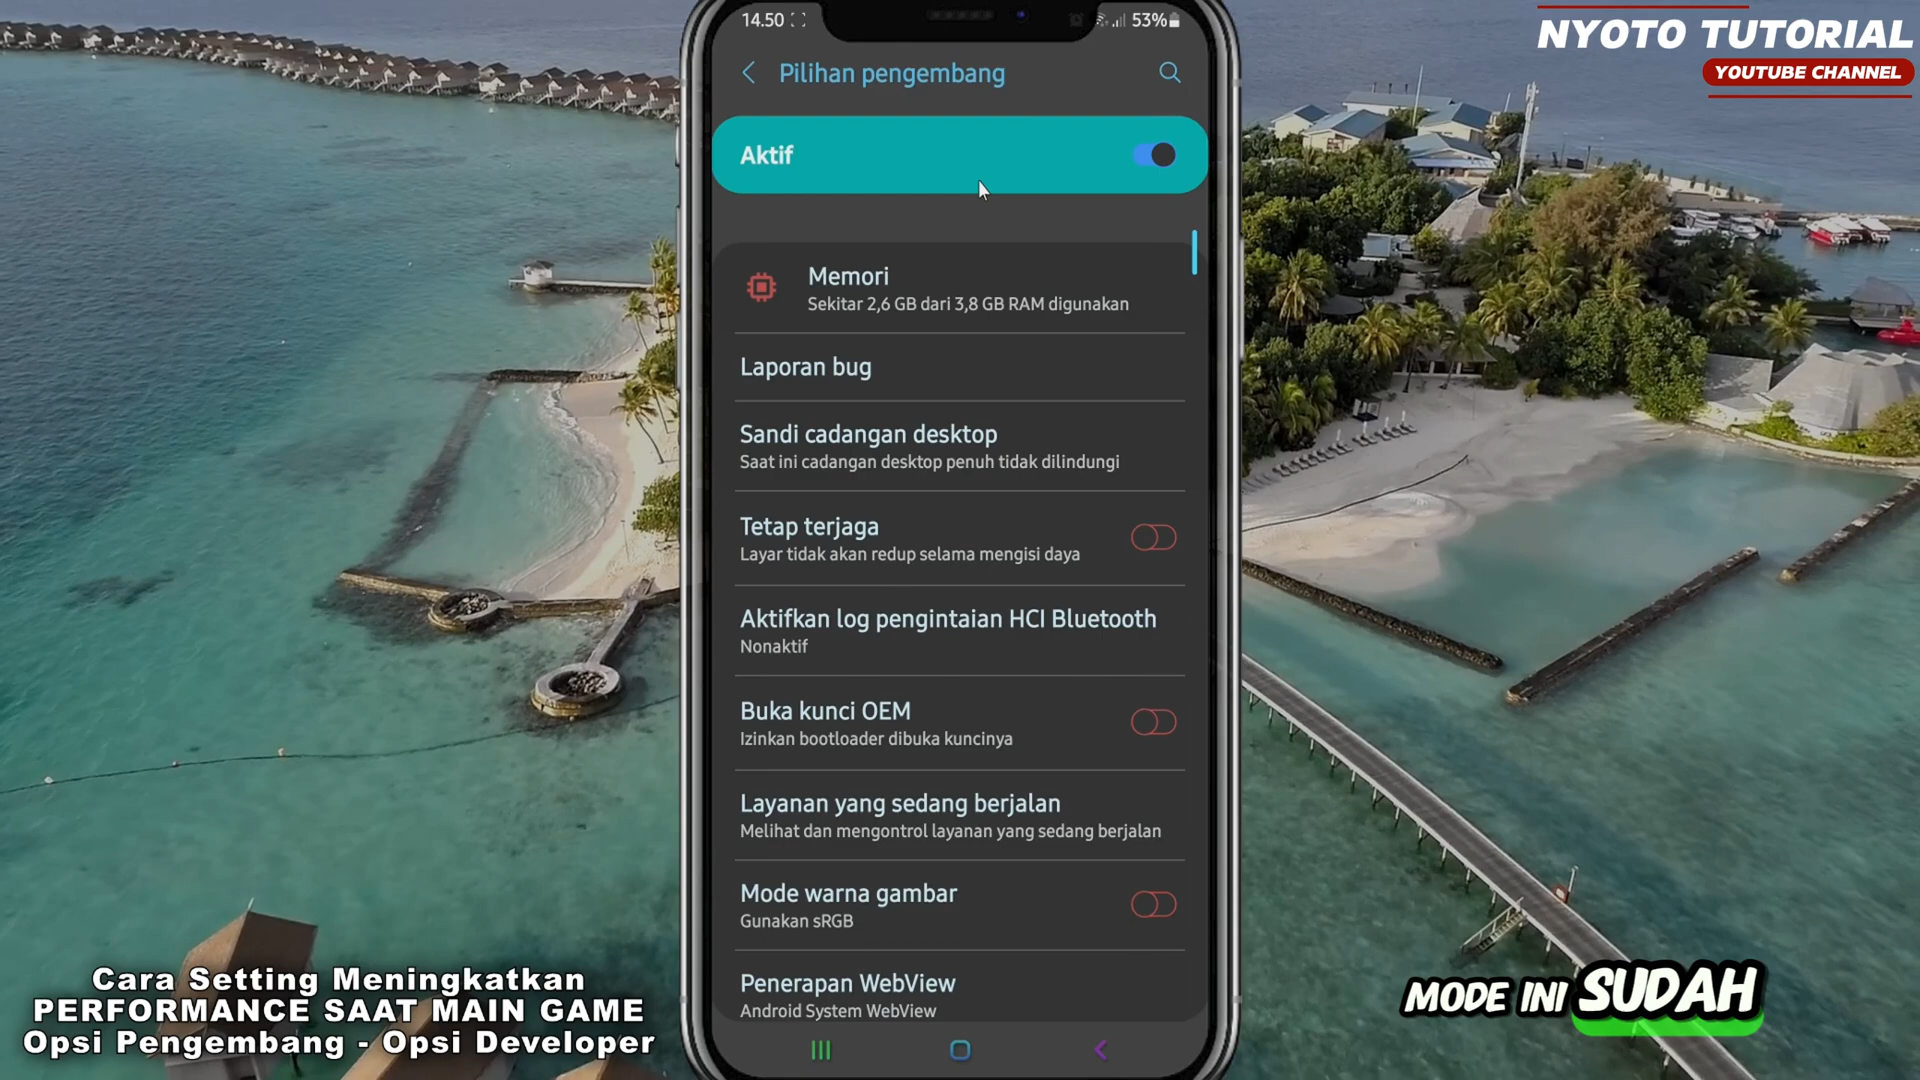 14.50
53%
NYOTO TUTORIAL
YOUTUBE CHANNEL
Pilihan pengembang
Aktif
Memori
Sekitar 2,6 GB dari 3,8 GB RAM digunakan
Laporan bug
Sandi cadangan desktop
Saat ini cadangan desktop penuh tidak dilindungi
Tetap terjaga
Layar tidak akan redup selama mengisi daya
Aktifkan log pengintaian HCI Bluetooth
Nonaktif
Buka kunci OEM
Izinkan bootloader dibuka kuncinya
Layanan yang sedang berjalan
Melihat dan mengontrol layanan yang sedang berjalan
Mode warna gambar
Gunakan sRGB
Penerapan WebView
Android System WebView
Cara Setting Meningkatkan
PERFORMANCE SAAT MAIN GAME
Opsi Pengembang - Opsi Developer
MODE INI SUDAH